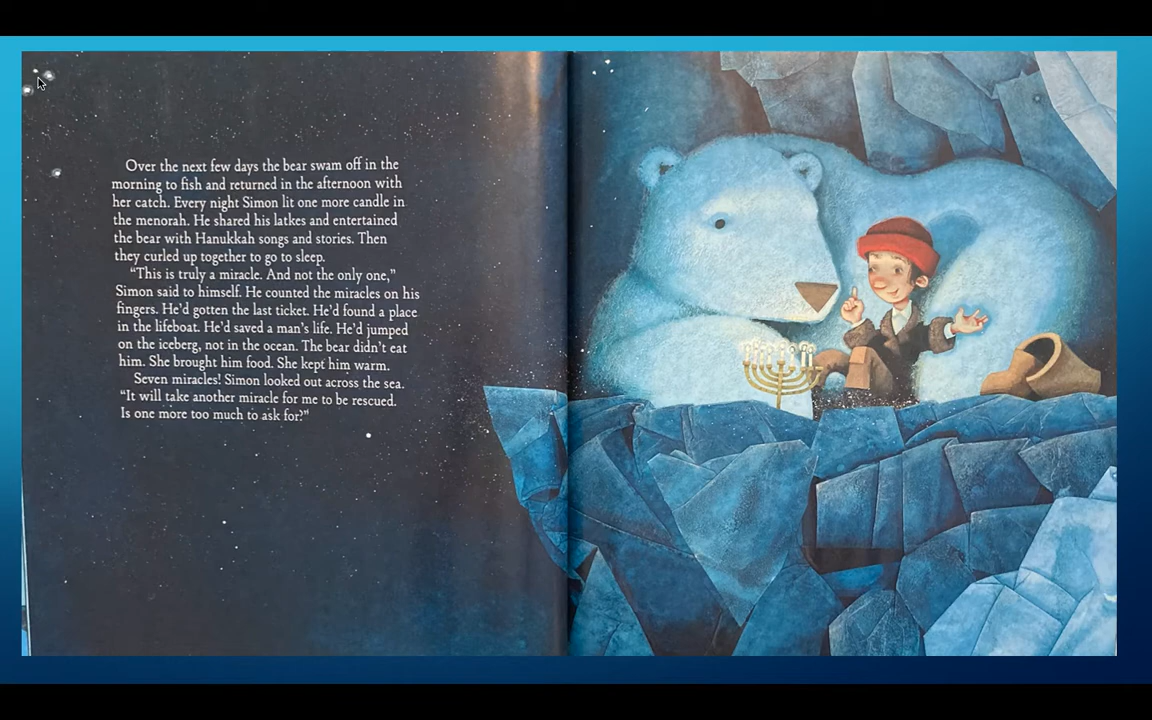 Over the next few days the bear swam off in the
morning to fish and returned in the afternoon with
her catch. Every night Simon lit one more candle in
the menorah. He shared his latkes and entertained
the bear with Hanukkah songs and stories. Then
they curled up together to go to sleep.
"This is truly a miracle. And not the only one,"
Simon said to himself. He counted the miracles on his
fingers. He'd gotten the last ticket. He'd found a place
in the lifeboat. He'd saved a man's life. He'd jumped
on the iceberg, not in the ocean. The bear didn't eat
him. She brought him food. She kept him warm.
Seven miracles! Simon looked out across the sea.
"It will take another miracle for me to be rescued.
Is one more too much to ask for?"